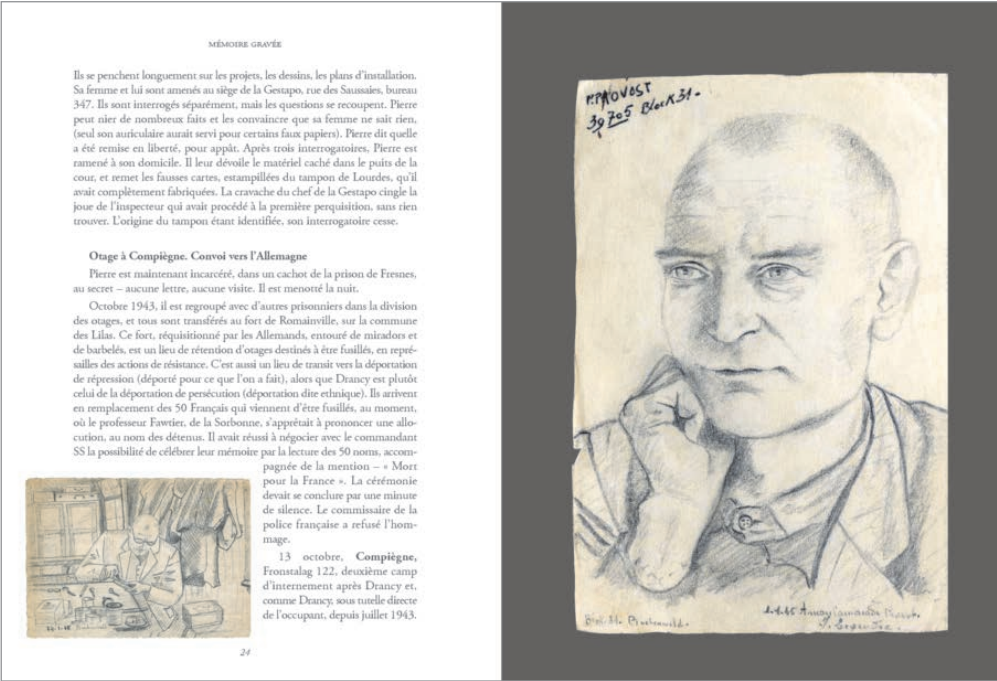 MÉMOIRE GRAVÉE
Ils se penchent longuement sur les projets, les dessins, les plans d'installation.
Sa femme et lui sont amenés au siège de la Gestapo, rue des Saussaies, bureau
347. Ils sont interrogés séparément, mais les questions se recoupent. Pierre
peut nier de nombreux faits et les convaincre que sa femme ne sait rien,
(seul son auriculaire aurait servi pour certains faux papiers). Pierre dit quelle
a été remise en liberté, pour appât. Après trois interrogatoires, Pierre est
ramené à son domicile. Il leur dévoile le matériel caché dans le puits de la
cour, et remet les fausses cartes, estampillées du tampon de Lourdes, qu'il
avait complètement fabriquées. La cravache du chef de la Gestapo cingle la
joue de l'inspecteur qui avait procédé à la première perquisition, sans rien
trouver. L'origine du tampon étant identifiée, son interrogatoire cesse.
Otage à Compiègne. Convoi vers l'Allemagne
Pierre est maintenant incarcéré, dans un cachot de la prison de Fresnes,
au secret – aucune lettre, aucune visite. Il est menotté la nuit.
Octobre 1943, il est regroupé avec d'autres prisonniers dans la division
des otages, et tous sont transférés au fort de Romainville, sur la commune
des Lilas. Ce fort, réquisitionné par les Allemands, entouré de miradors et
de barbelés, est un lieu de rétention d'otages destinés à être fusillés, en repré-
sailles des actions de résistance. C'est aussi un lieu de transit vers la déportation
de répression (déporté pour ce que l'on a fait), alors que Drancy est plutôt
celui de la déportation de persécution (déportation dite ethnique). Ils arrivent
en remplacement des 50 Français qui viennent d'être fusillés, au moment,
où le professeur Fawtier, de la Sorbonne, s'apprêtait à prononcer une allo-
cution, au nom des détenus. Il avait réussi à négocier avec le commandant
SS la possibilité de célébrer leur mémoire par la lecture des 50 noms, accom-
pagnée de la mention – « Mort
pour la France ». La cérémonie
devait se conclure par une minute
de silence. Le commissaire de la
police française a refusé l'hom-
mage.
13 octobre, Compiègne,
Fronstalag 122, deuxième camp
d'internement après Drancy et,
comme Drancy, sous tutelle directe
de l'occupant, depuis juillet 1943.
24
P. PROVOST
39705 Block 31.